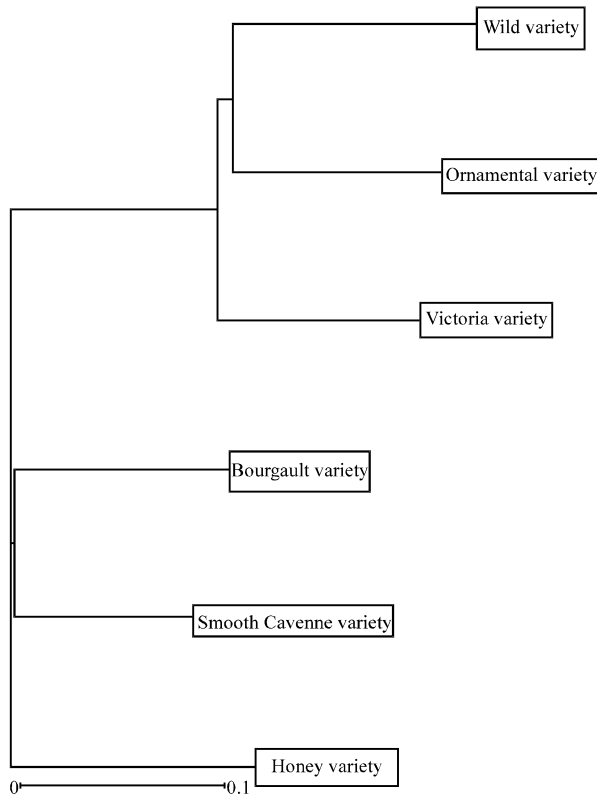 Wild variety
Ornamental variety
Victoria variety
Bourgault variety
Smooth Cavenne variety
Honey variety
0 0.1